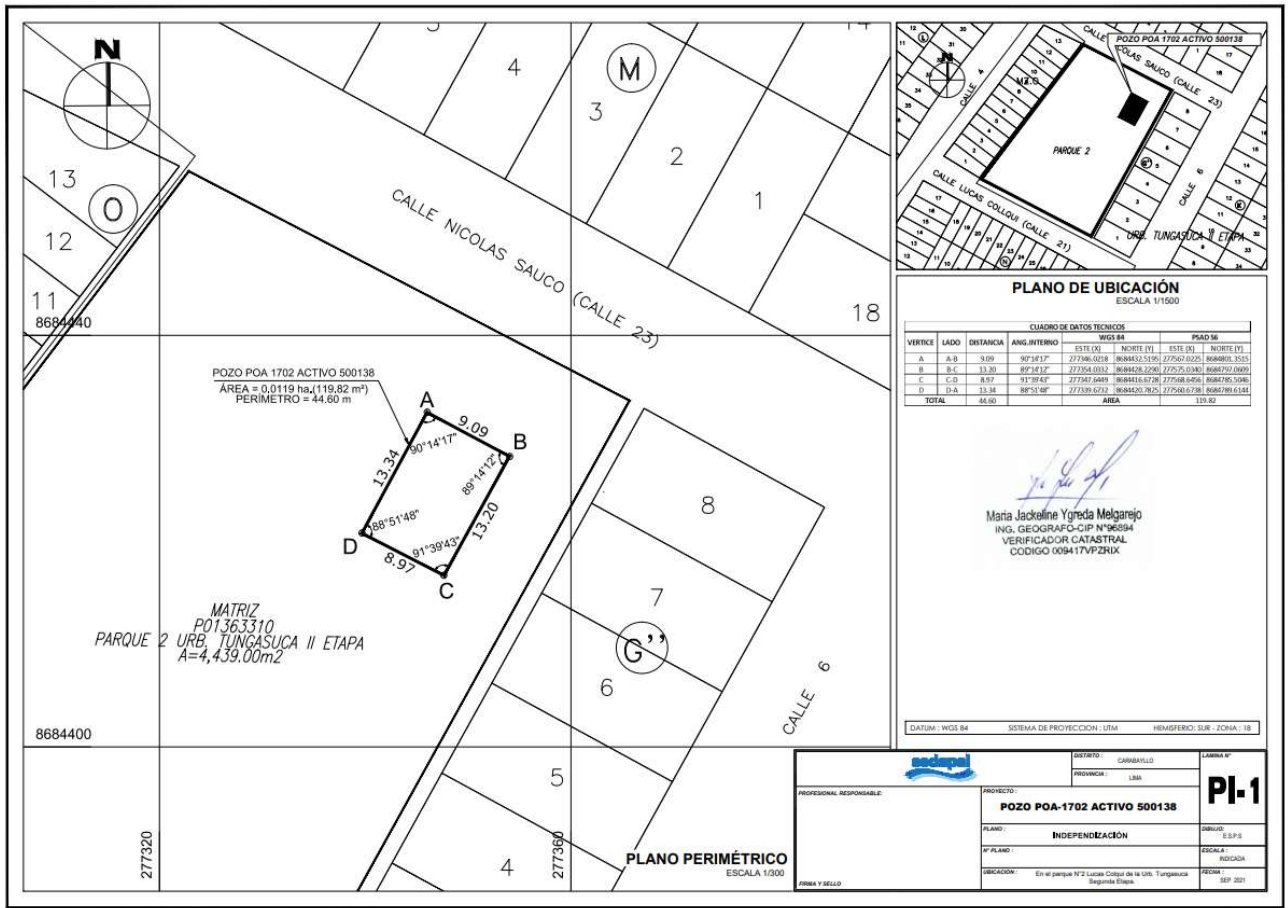 N
O
13
12
11
8684440
5
4
M
3
2
1
18
CALLE NICOLAS SAUCO (CALLE 23)
POZO POA 1702 ACTIVO 500138
ÁREA = 0.0119 ha.(119.82 m²)
PERÍMETRO = 44.60 m
A
9.09
90°14'17"
B
89°14'12"
13.34
13.20
88°51'48"
D
91°39'43"
8.97
C
MATRIZ
P01363310
PARQUE 2 URB. TUNGASUCA II ETAPA
A=4,439.00m2
8
7
G''
6
5
4
CALLE 6
8684400
277320
277360
PLANO PERIMÉTRICO
ESCALA 1/300
POZO POA 1702 ACTIVO 500138
CALLE NICOLAS SAUCO (CALLE 23)
N
CALLE 4
MZ.O
PARQUE 2
CALLE LUCAS COLLQUI (CALLE 21)
CALLE 6
URB. TUNGASUCA II ETAPA
PLANO DE UBICACIÓN
ESCALA 1/1500
CUADRO DE DATOS TECNICOS
VERTICE LADO DISTANCIA ANG.INTERNO WGS 84 PSAD 56
ESTE (X) NORTE (Y) ESTE (X) NORTE (Y)
A A-B 9.09 90°14'17" 277346.0218 8684432.5195 277567.0225 8684801.3515
B B-C 13.20 89°14'12" 277354.0332 8684428.2290 277575.0340 8684797.0609
C C-D 8.97 91°39'43" 277347.6449 8684416.6728 277568.6456 8684785.5046
D D-A 13.34 88°51'48" 277339.6732 8684420.7825 277560.6738 8684789.6144
TOTAL 44.60 AREA 119.82
Maria Jackeline Ygreda Melgarejo
ING. GEOGRAFO-CIP N°96894
VERIFICADOR CATASTRAL
CODIGO 009417VPZRIX
DATUM : WGS 84 SISTEMA DE PROYECCION : UTM HEMISFERIO: SUR - ZONA : 18
sedapal
DISTRITO : CARABAYLLO
PROVINCIA : LIMA
LAMINA N°
PI-1
PROFESIONAL RESPONSABLE:
PROYECTO :
POZO POA-1702 ACTIVO 500138
PLANO : INDEPENDIZACIÓN
DIBUJO: E.S.P.S
N° PLANO :
ESCALA : INDICADA
UBICACIÓN : En el parque N°2 Lucas Colqui de la Urb. Tungasuca
Segunda Etapa.
FECHA : SEP 2021
FIRMA Y SELLO